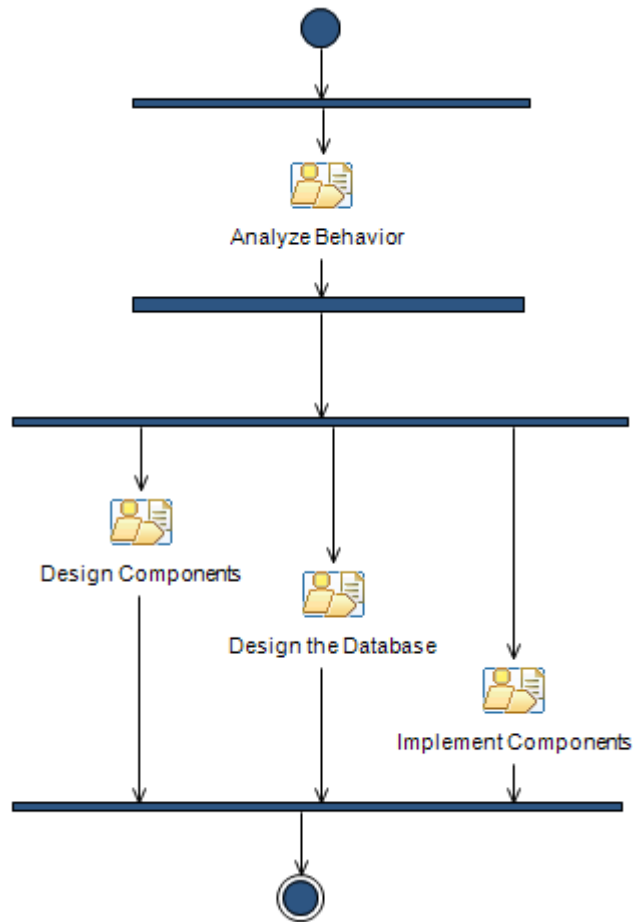 Analyze Behavior
Design Components
Design the Database
Implement Components